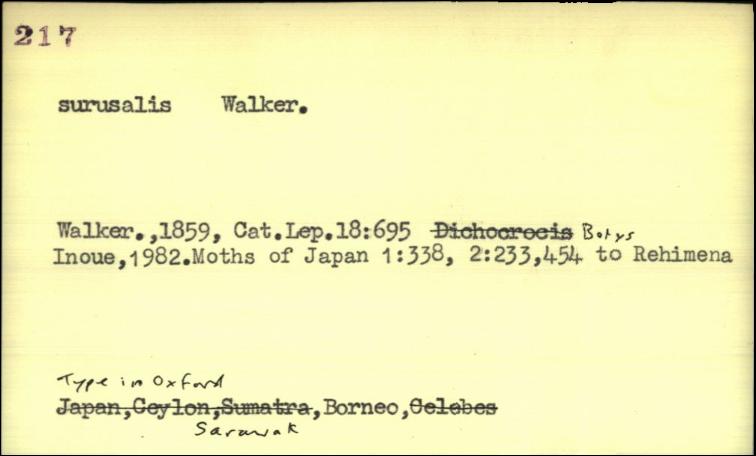 217
surusalis Walker.
Walker.,1859, Cat.Lep.18:695 Dichocrocis Botys
Inoue,1982.Moths of Japan 1:338, 2:233,454 to Rehimena
Type in Oxford
Japan,Ceylon,Sumatra,Borneo,Celebes
Sarawak